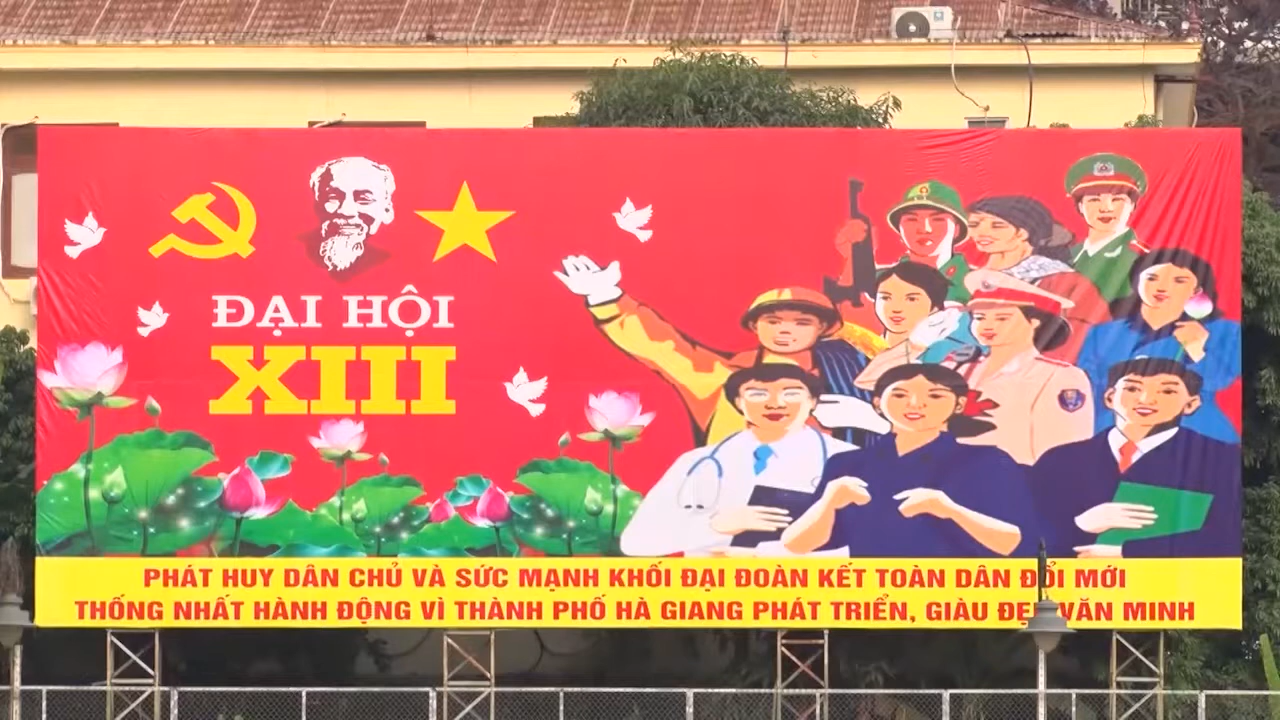 ĐẠI HỘI
XIII
PHÁT HUY DÂN CHỦ VÀ SỨC MẠNH KHỐI ĐẠI ĐOÀN KẾT TOÀN DÂN ĐỔI MỚI
THỐNG NHẤT HÀNH ĐỘNG VÌ THÀNH PHỐ HÀ GIANG PHÁT TRIỂN, GIÀU VĂN MINH